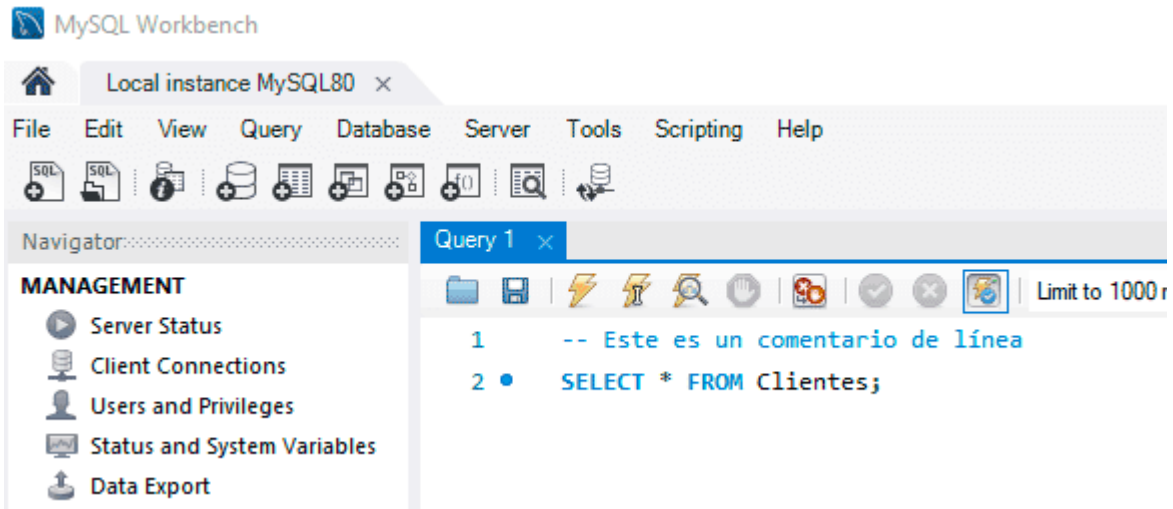 MySQL Workbench
Local instance MySQL80
File Edit View Query Database Server Tools Scripting Help
SQL SQL
Navigator
Query 1
MANAGEMENT
Server Status
Client Connections
Users and Privileges
Status and System Variables
Data Export
Limit to 1000 r
1 -- Este es un comentario de línea
2 SELECT * FROM Clientes;